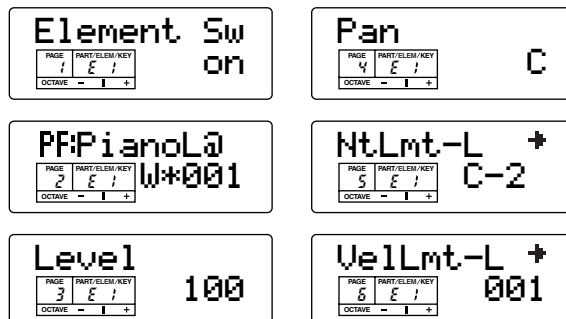 Element Sw
PAGE PART/ELEM/KEY
1 E 1 on
OCTAVE – +
PF:PianoL@
PAGE PART/ELEM/KEY
2 E 1 W*001
OCTAVE – +
Level
PAGE PART/ELEM/KEY
3 E 1 100
OCTAVE – +
Pan
PAGE PART/ELEM/KEY
4 E 1 C
OCTAVE – +
NtLmt-L →
PAGE PART/ELEM/KEY
5 E 1 C-2
OCTAVE – +
VelLmt-L →
PAGE PART/ELEM/KEY
6 E 1 001
OCTAVE – +